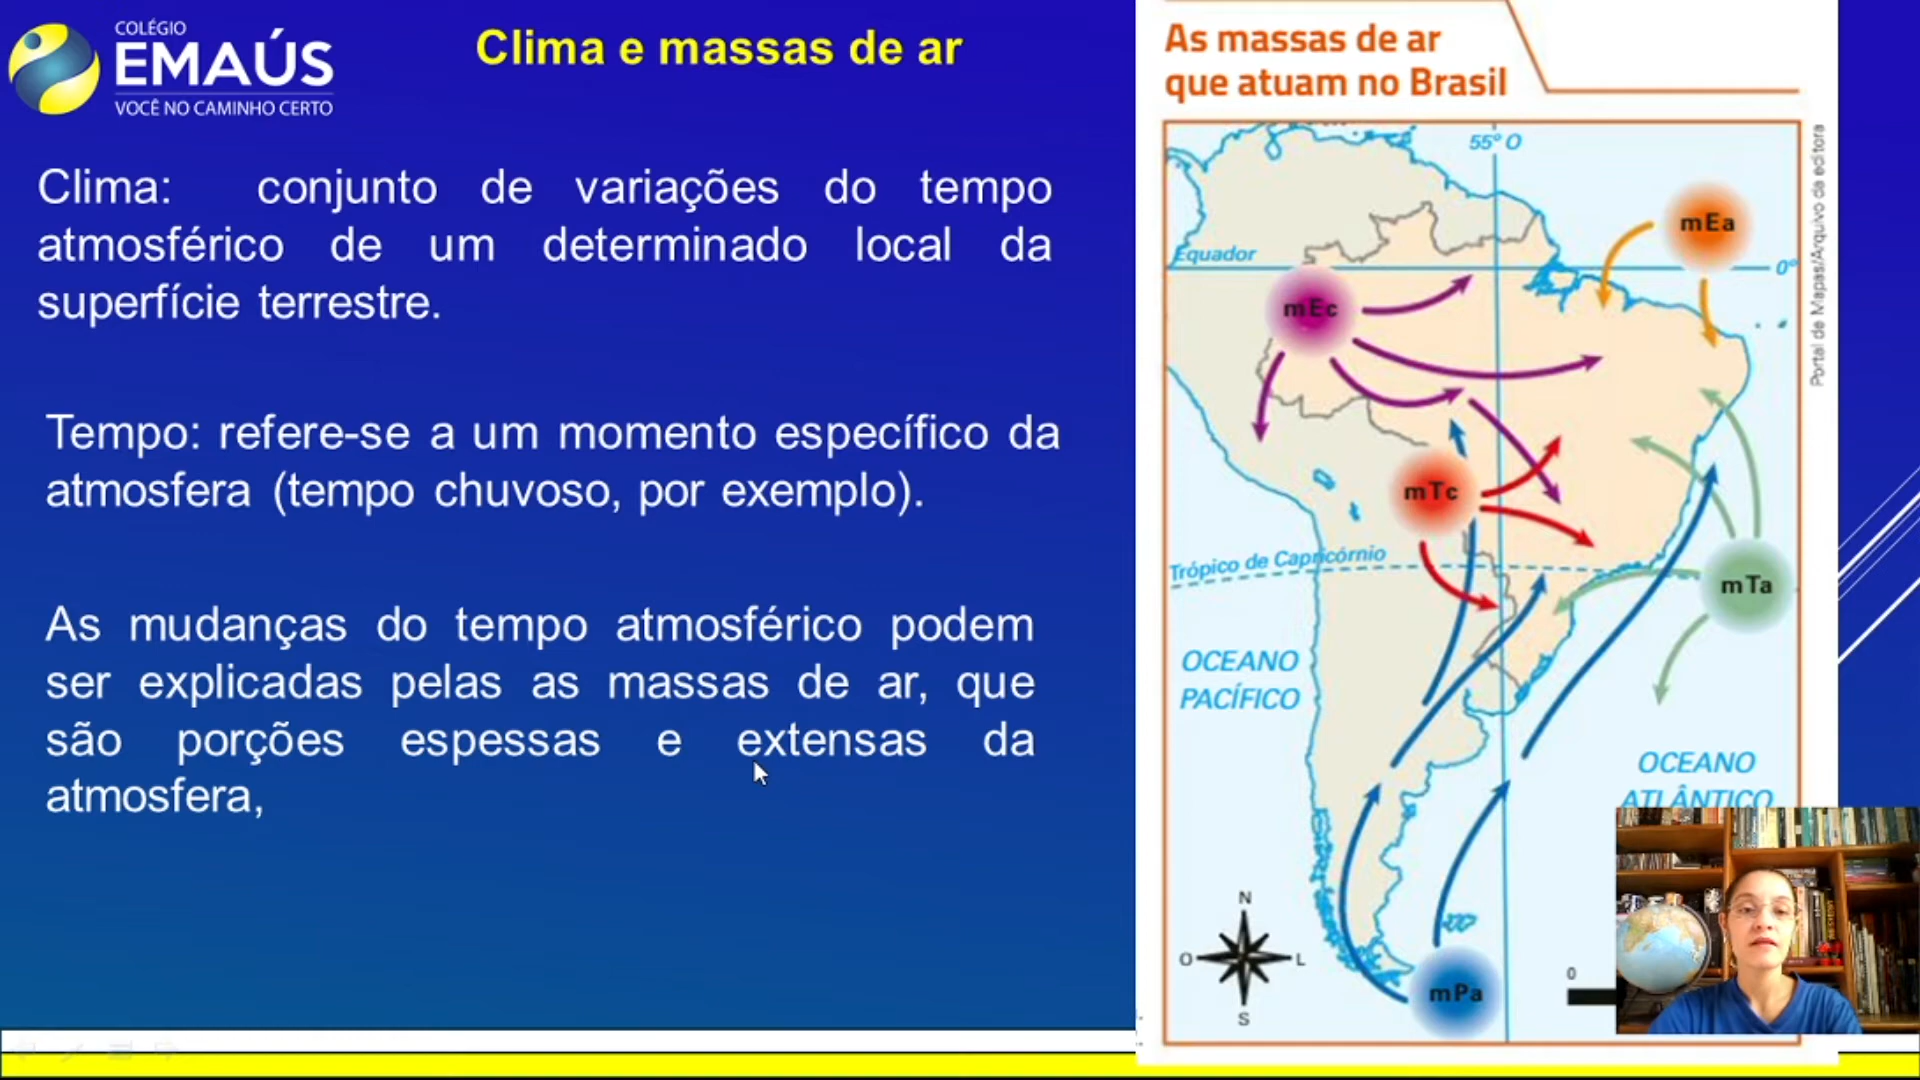 COLÉGIO
EMAÚS
VOCÊ NO CAMINHO CERTO
Clima e massas de ar
Clima: conjunto de variações do tempo
atmosférico de um determinado local da
superfície terrestre.
Tempo: refere-se a um momento específico da
atmosfera (tempo chuvoso, por exemplo).
As mudanças do tempo atmosférico podem
ser explicadas pelas as massas de ar, que
são porções espessas e extensas da
atmosfera,
As massas de ar
que atuam no Brasil
55º O
mEa
Equador
0º
mEc
mTc
Trópico de Capricórnio
mTa
OCEANO
PACÍFICO
OCEANO
ATLÂNTICO
N
O
L
S
0
mPa
Portal de Mapas/Arquivo da editora